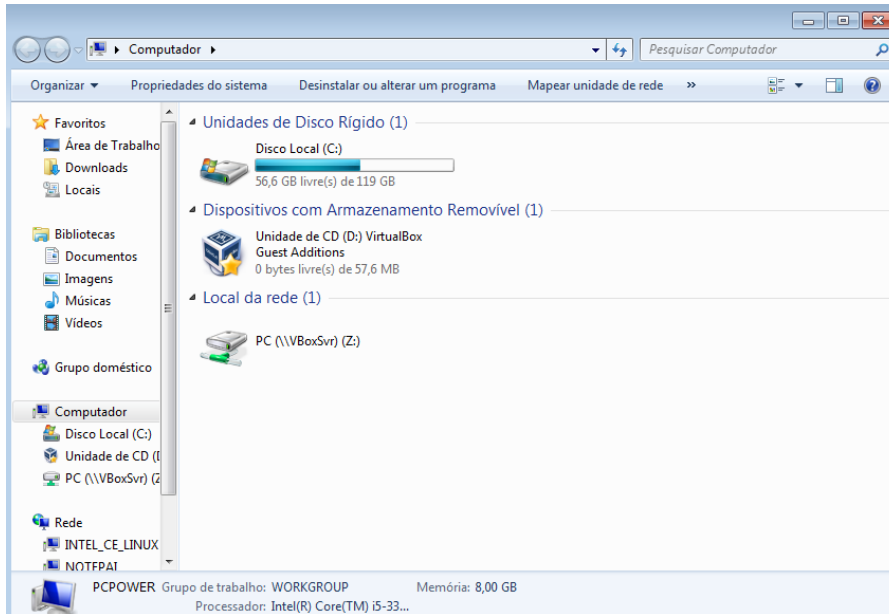 Computador
Pesquisar Computador
Organizar
Propriedades do sistema
Desinstalar ou alterar um programa
Mapear unidade de rede
»
Favoritos
Área de Trabalho
Downloads
Locais
Bibliotecas
Documentos
Imagens
Músicas
Vídeos
Grupo doméstico
Computador
Disco Local (C:)
Unidade de CD (
PC (\\VBoxSvr) (Z
Rede
INTEL_CE_LINUX
NOTEPAI
Unidades de Disco Rígido (1)
Disco Local (C:)
56,6 GB livre(s) de 119 GB
Dispositivos com Armazenamento Removível (1)
Unidade de CD (D:) VirtualBox
Guest Additions
0 bytes livre(s) de 57,6 MB
Local da rede (1)
PC (\\VBoxSvr) (Z:)
PCPOWER Grupo de trabalho: WORKGROUP Memória: 8,00 GB
Processador: Intel(R) Core(TM) i5-33...